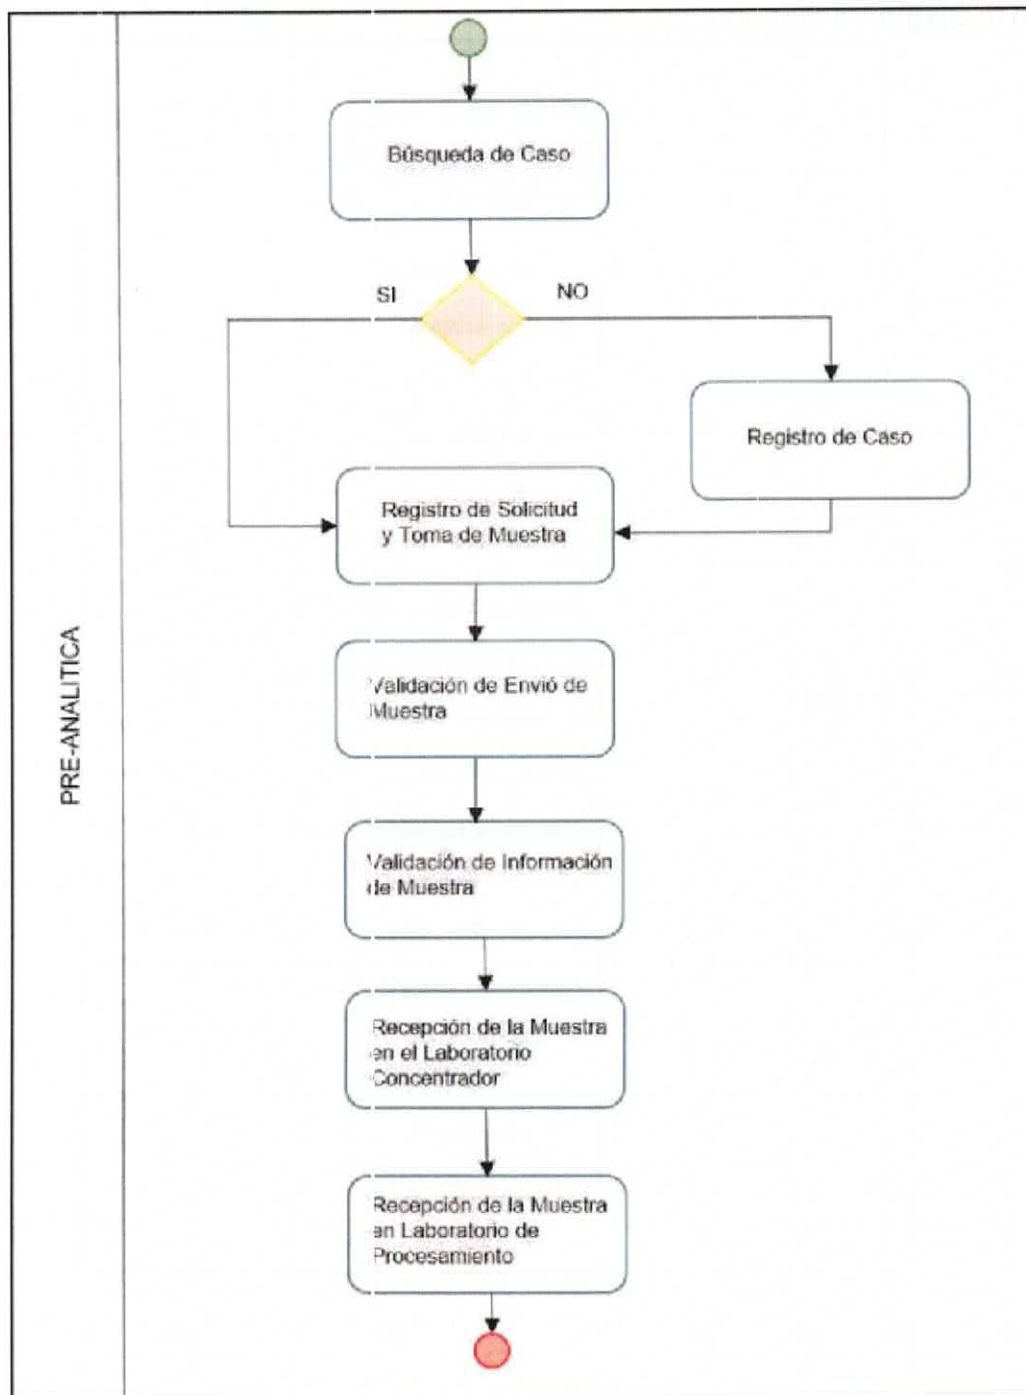 Búsqueda de Caso
SI
NO
Registro de Caso
Registro de Solicitud
y Toma de Muestra
PRE-ANALITICA
Validación de Envió de
Muestra
Validación de Información
de Muestra
Recepción de la Muestra
en el Laboratorio
Concentrador
Recepción de la Muestra
en Laboratorio de
Procesamiento